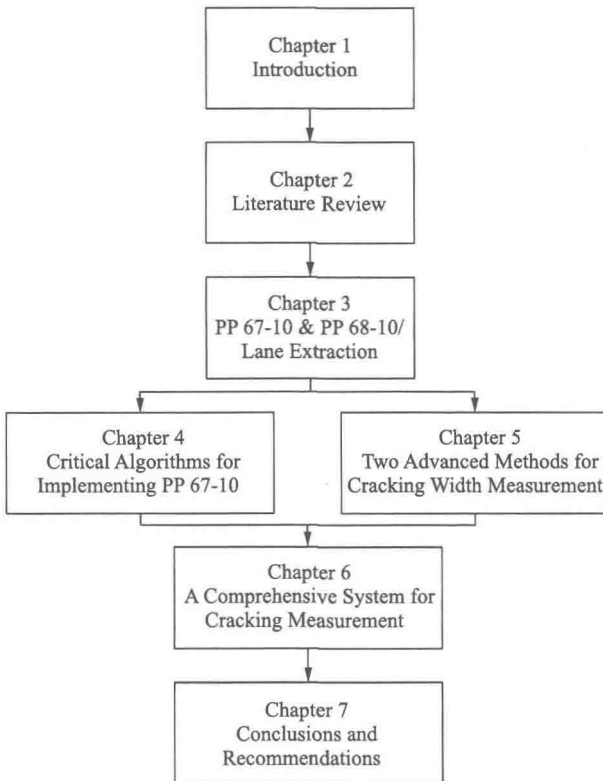 Chapter 1
Introduction
Chapter 2
Literature Review
Chapter 3
PP 67-10 & PP 68-10/
Lane Extraction
Chapter 4
Critical Algorithms for
Implementing PP 67-10
Chapter 5
Two Advanced Methods for
Cracking Width Measurement
Chapter 6
A Comprehensive System for
Cracking Measurement
Chapter 7
Conclusions and
Recommendations